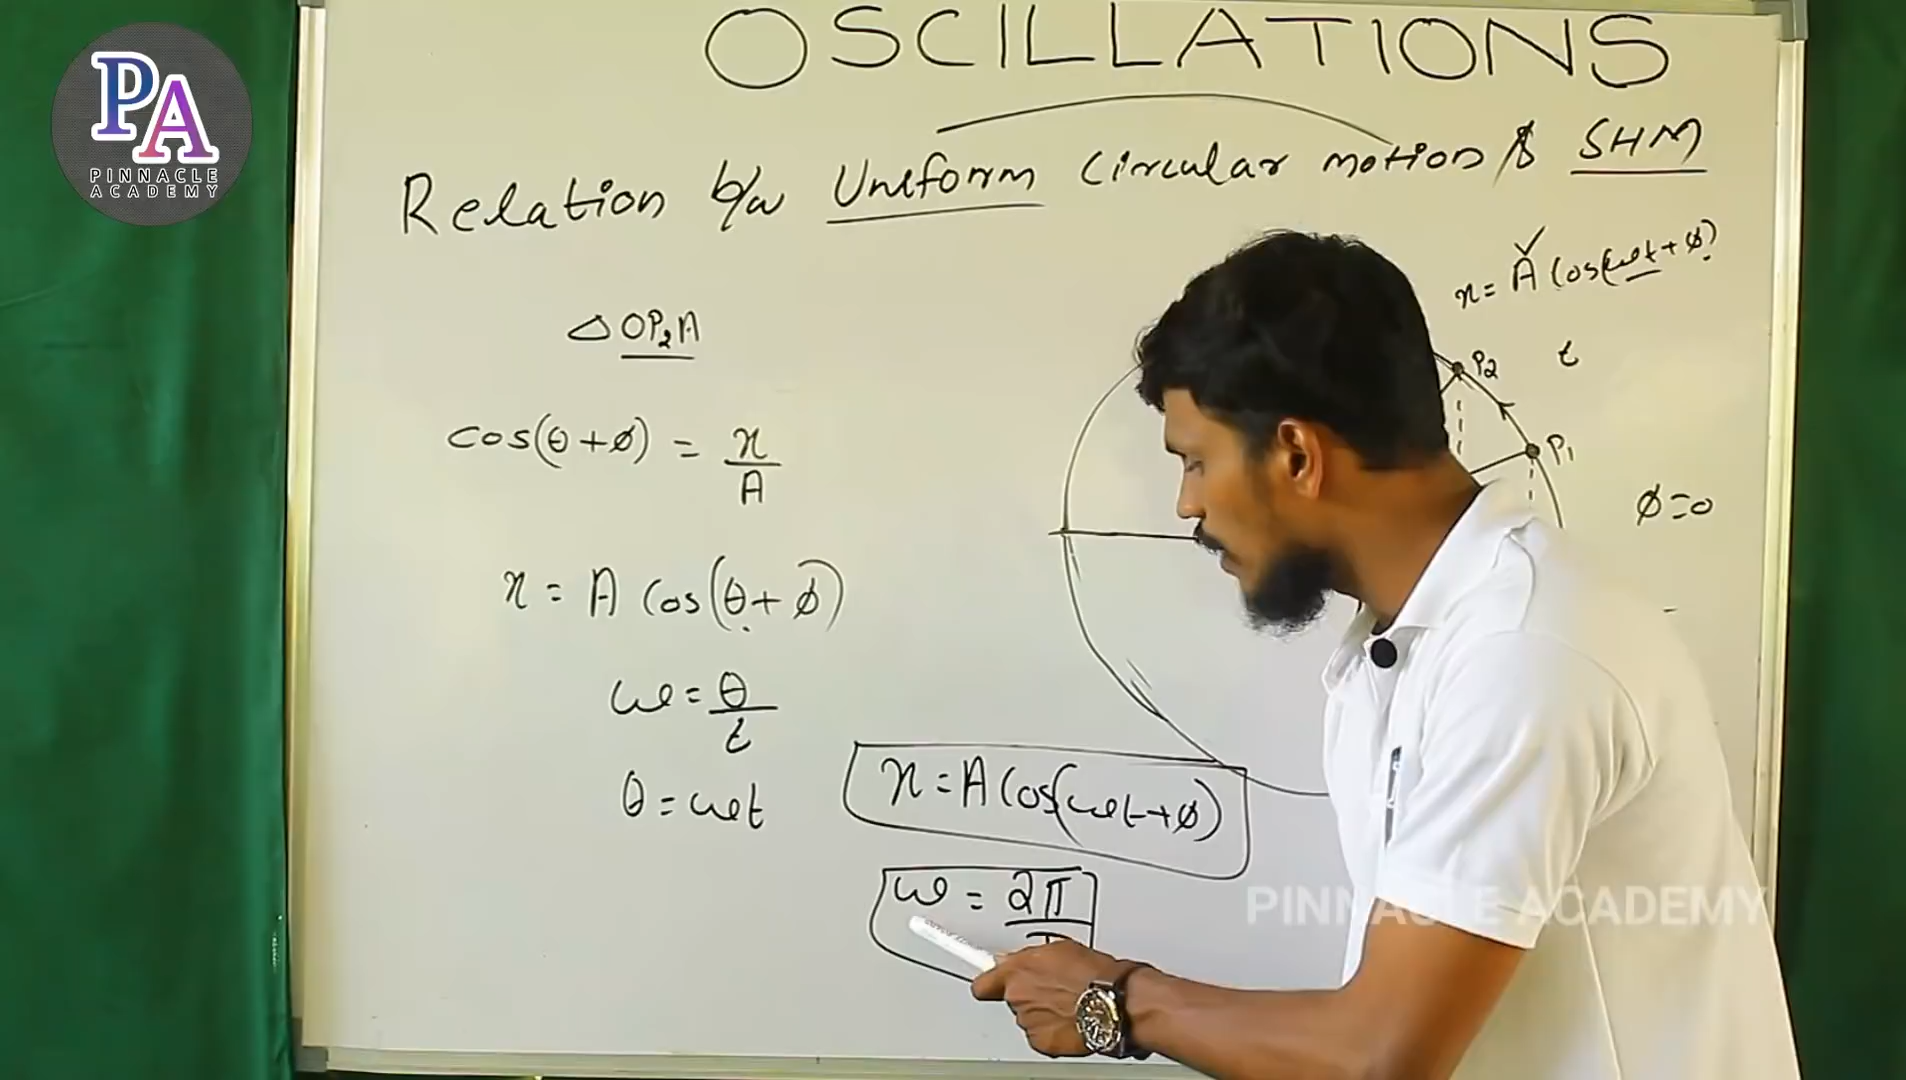 PA
PINNACLE
ACADEMY
OSCILLATIONS
Relation b/w Uniform Circular motion & SHM
x = A cos(ωt + ϕ)
△ OP₂A
P₂
t
cos(θ + ϕ) = x/A
P₁
ϕ = 0
x = A cos(θ + ϕ)
ω = θ/t
x = A cos(ωt + ϕ)
θ = ωt
ω = 2π/T
PINNACLE ACADEMY